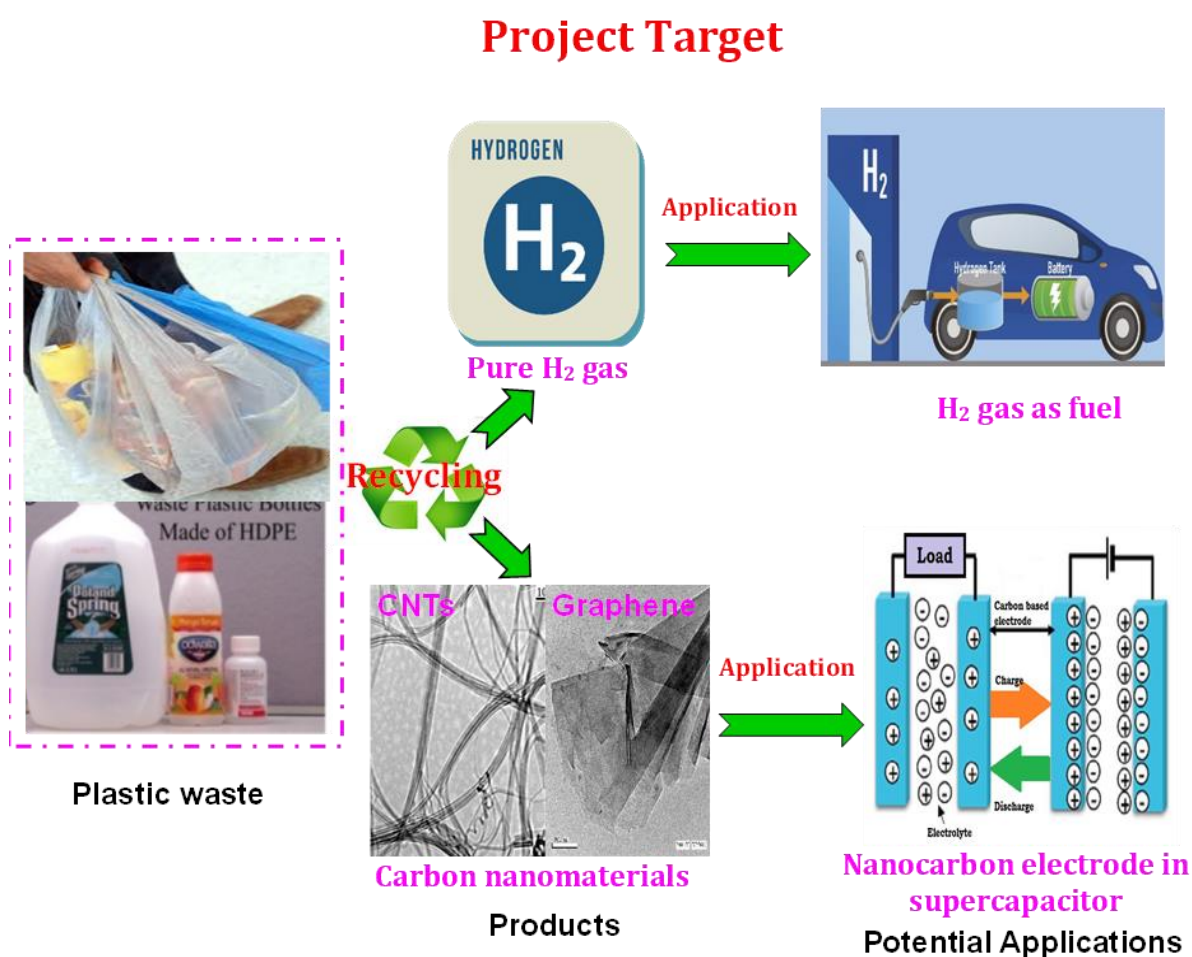 Project Target
HYDROGEN
H2
Pure H2 gas
Application
H2
Hydrogen Tank
Battery
H2 gas as fuel
Waste Plastic Bottles
Made of HDPE
Poland
Spring
odwalla
Plastic waste
Recycling
CNTs
Graphene
Carbon nanomaterials
Products
Application
Load
Carbon based
electrode
Charge
Discharge
Electrolyte
Nanocarbon electrode in
supercapacitor
Potential Applications